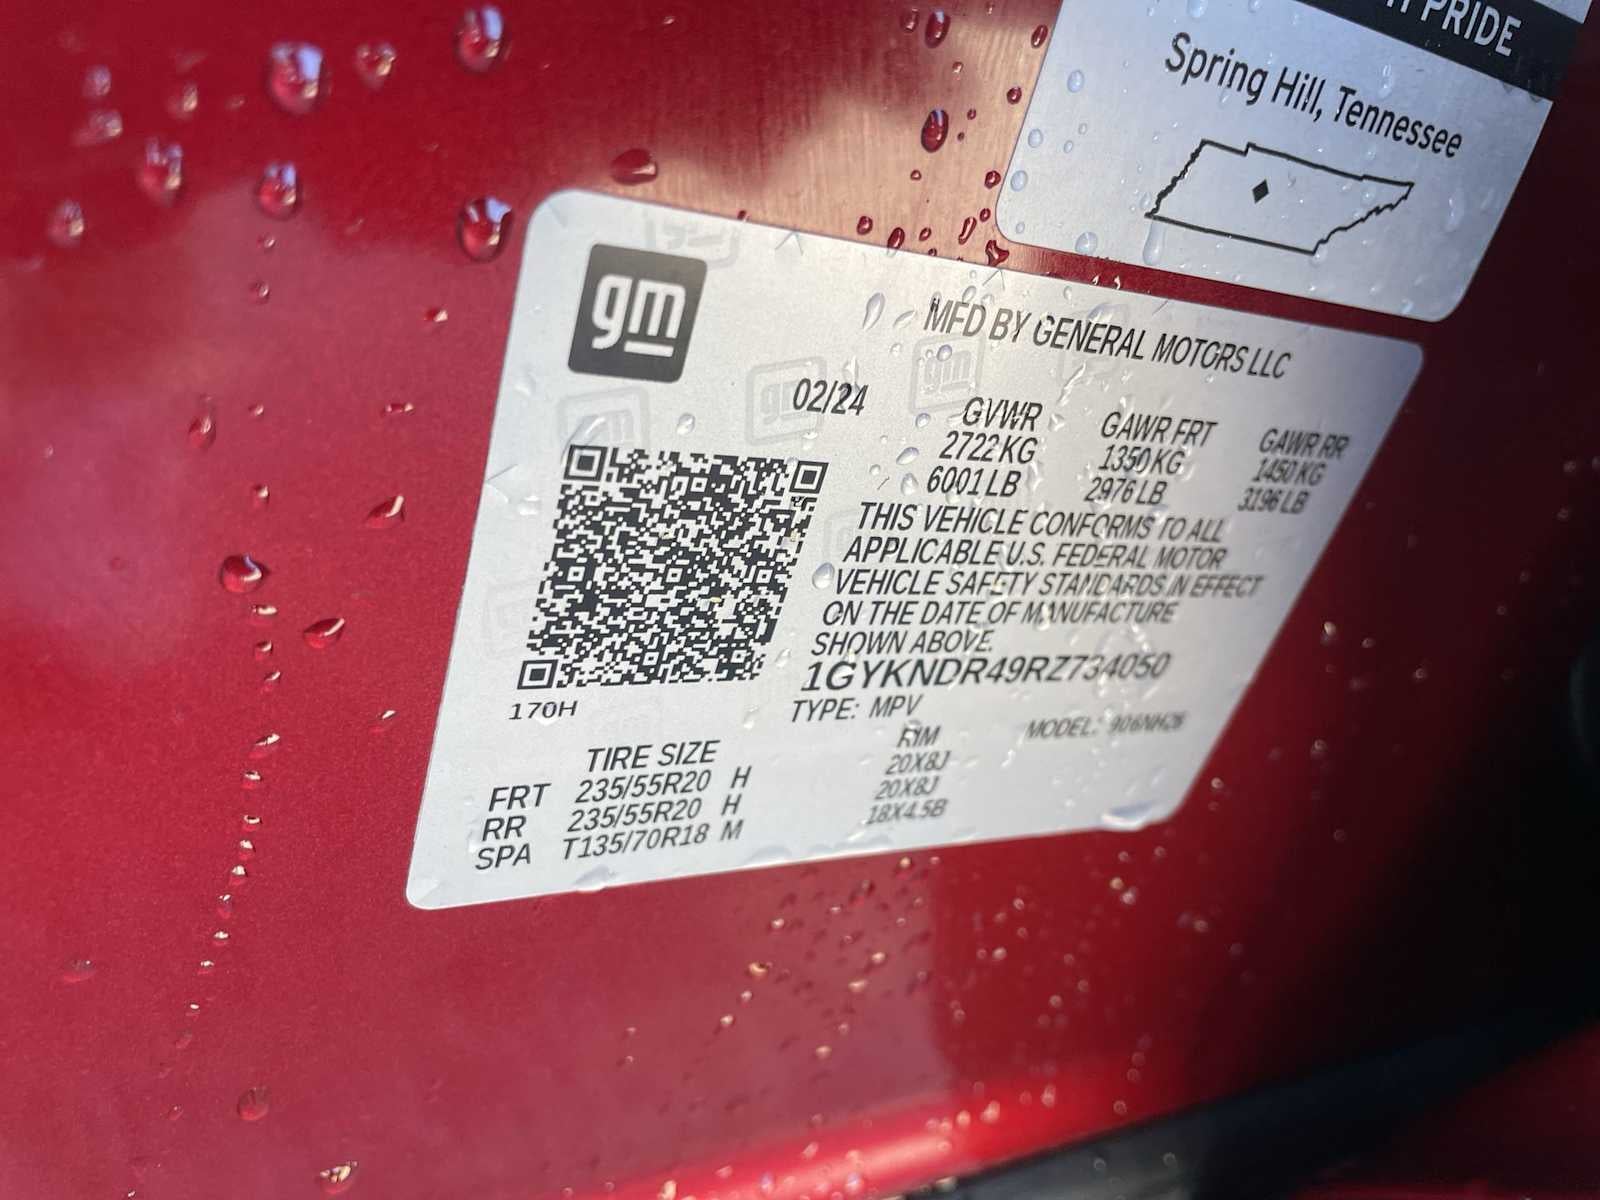 PRIDE
Spring Hill, Tennessee
gm
MFD BY GENERAL MOTORS LLC
02/24
GVWR GAWR FRT GAWR RR
2722 KG 1350 KG 1450 KG
6001 LB 2976 LB 3196 LB
THIS VEHICLE CONFORMS TO ALL
APPLICABLE U.S. FEDERAL MOTOR
VEHICLE SAFETY STANDARDS IN EFFECT
ON THE DATE OF MANUFACTURE
SHOWN ABOVE.
1GYKNDR49RZ734050
170H
TYPE: MPV MODEL: 906NH26
TIRE SIZE RIM
FRT 235/55R20 H 20X8J
RR 235/55R20 H 20X8J
SPA T135/70R18 M 18X4.5B